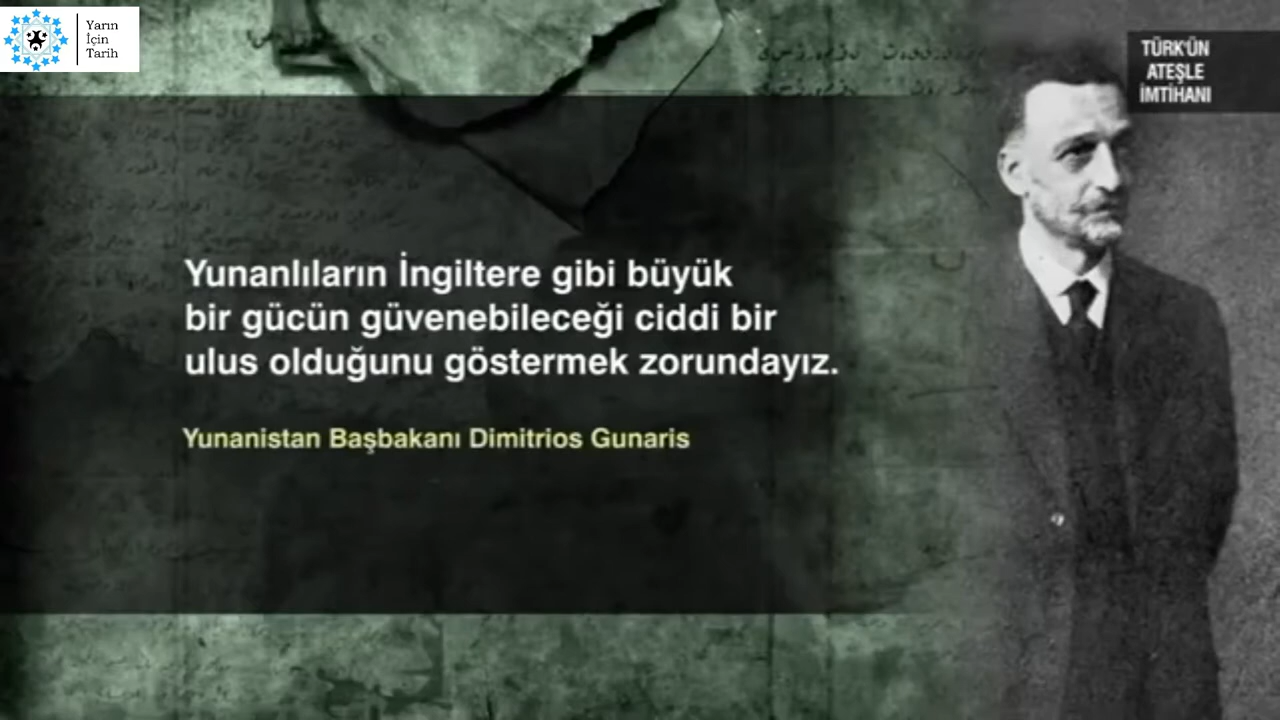 Yarın
İçin
Tarih
TÜRK'ÜN
ATEŞLE
İMTİHANI
Yunanlıların İngiltere gibi büyük
bir gücün güvenebileceği ciddi bir
ulus olduğunu göstermek zorundayız.
Yunanistan Başbakanı Dimitrios Gunaris